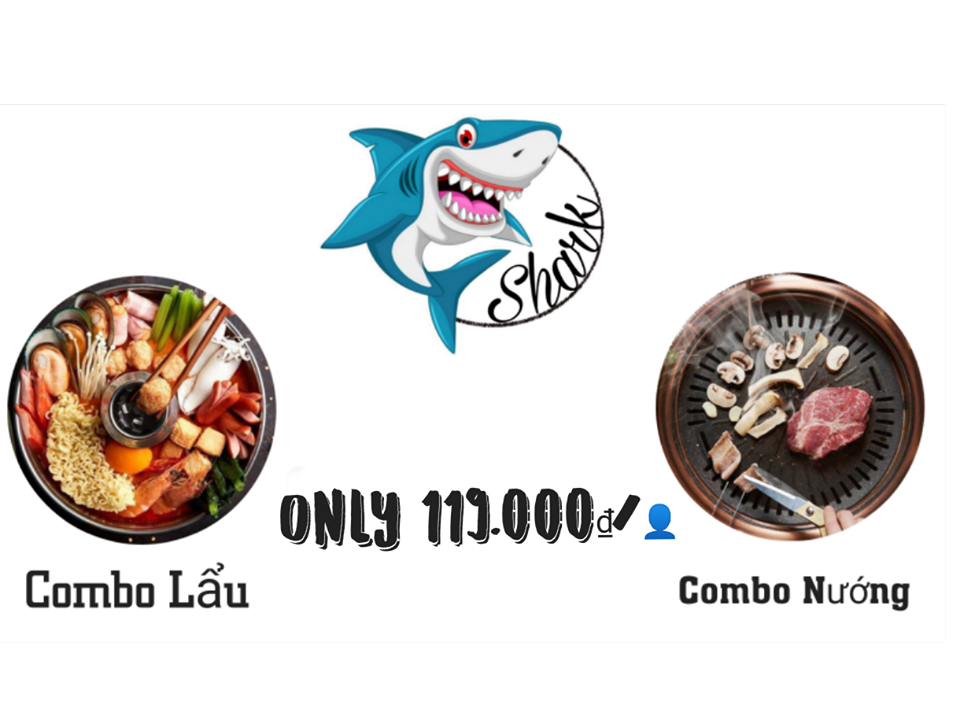 Shark
ONLY 119.000₫/👤
Combo Lẩu
Combo Nướng